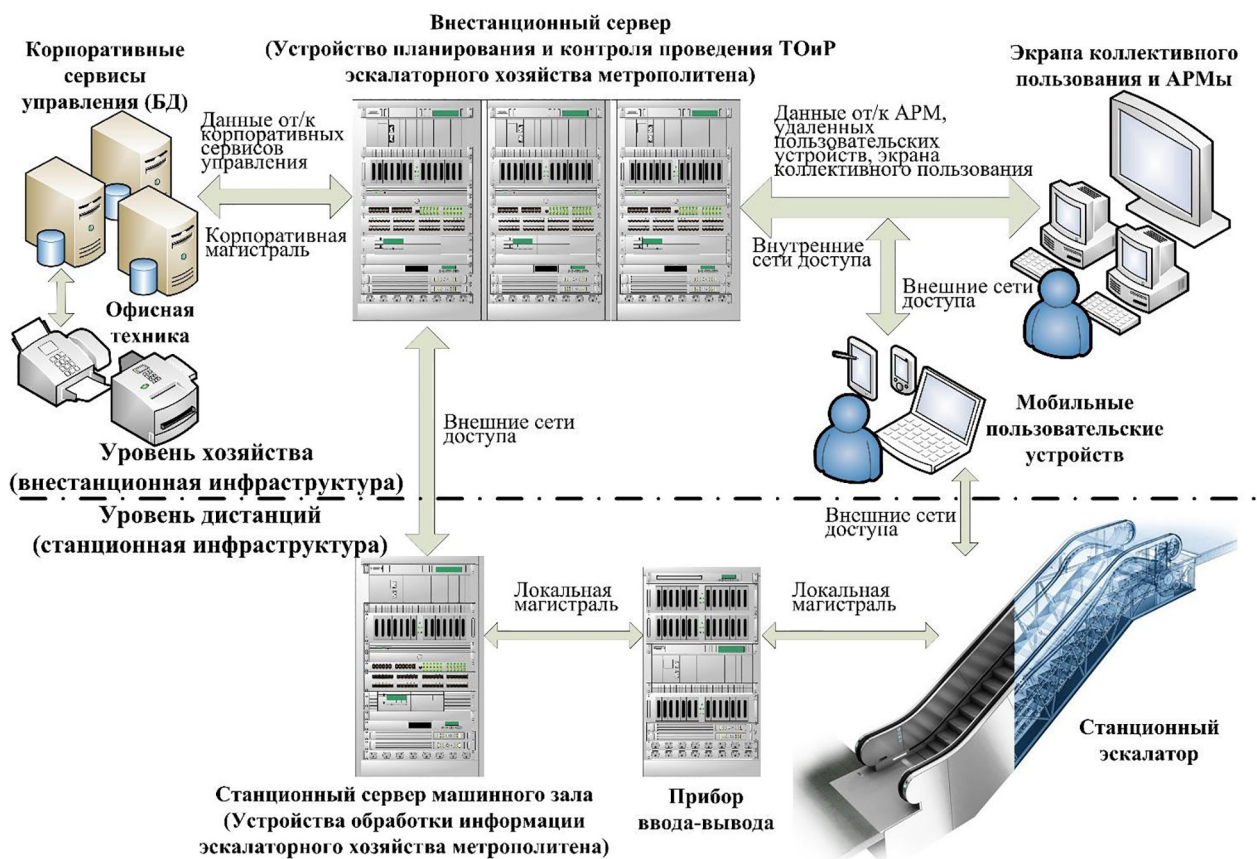 Внестанционный сервер
(Устройство планирования и контроля проведения ТОиР
эскалаторного хозяйства метрополитена)
Корпоративные
сервисы
управления (БД)
Экрана коллективного
пользования и АРМы
Данные от/к
корпоративных
сервисов
управления
Данные от/к АРМ,
удаленных
пользовательских
устройств, экрана
коллективного пользования
Корпоративная
магистраль
Внутренние
сети доступа
Внешние сети
доступа
Офисная
техника
Мобильные
пользовательские
устройств
Внешние сети
доступа
Уровень хозяйства
(внестанционная инфраструктура)
Уровень дистанций
(станционная инфраструктура)
Внешние сети
доступа
Локальная
магистраль
Локальная
магистраль
Станционный
эскалатор
Станционный сервер машинного зала
(Устройства обработки информации
эскалаторного хозяйства метрополитена)
Прибор
ввода-вывода